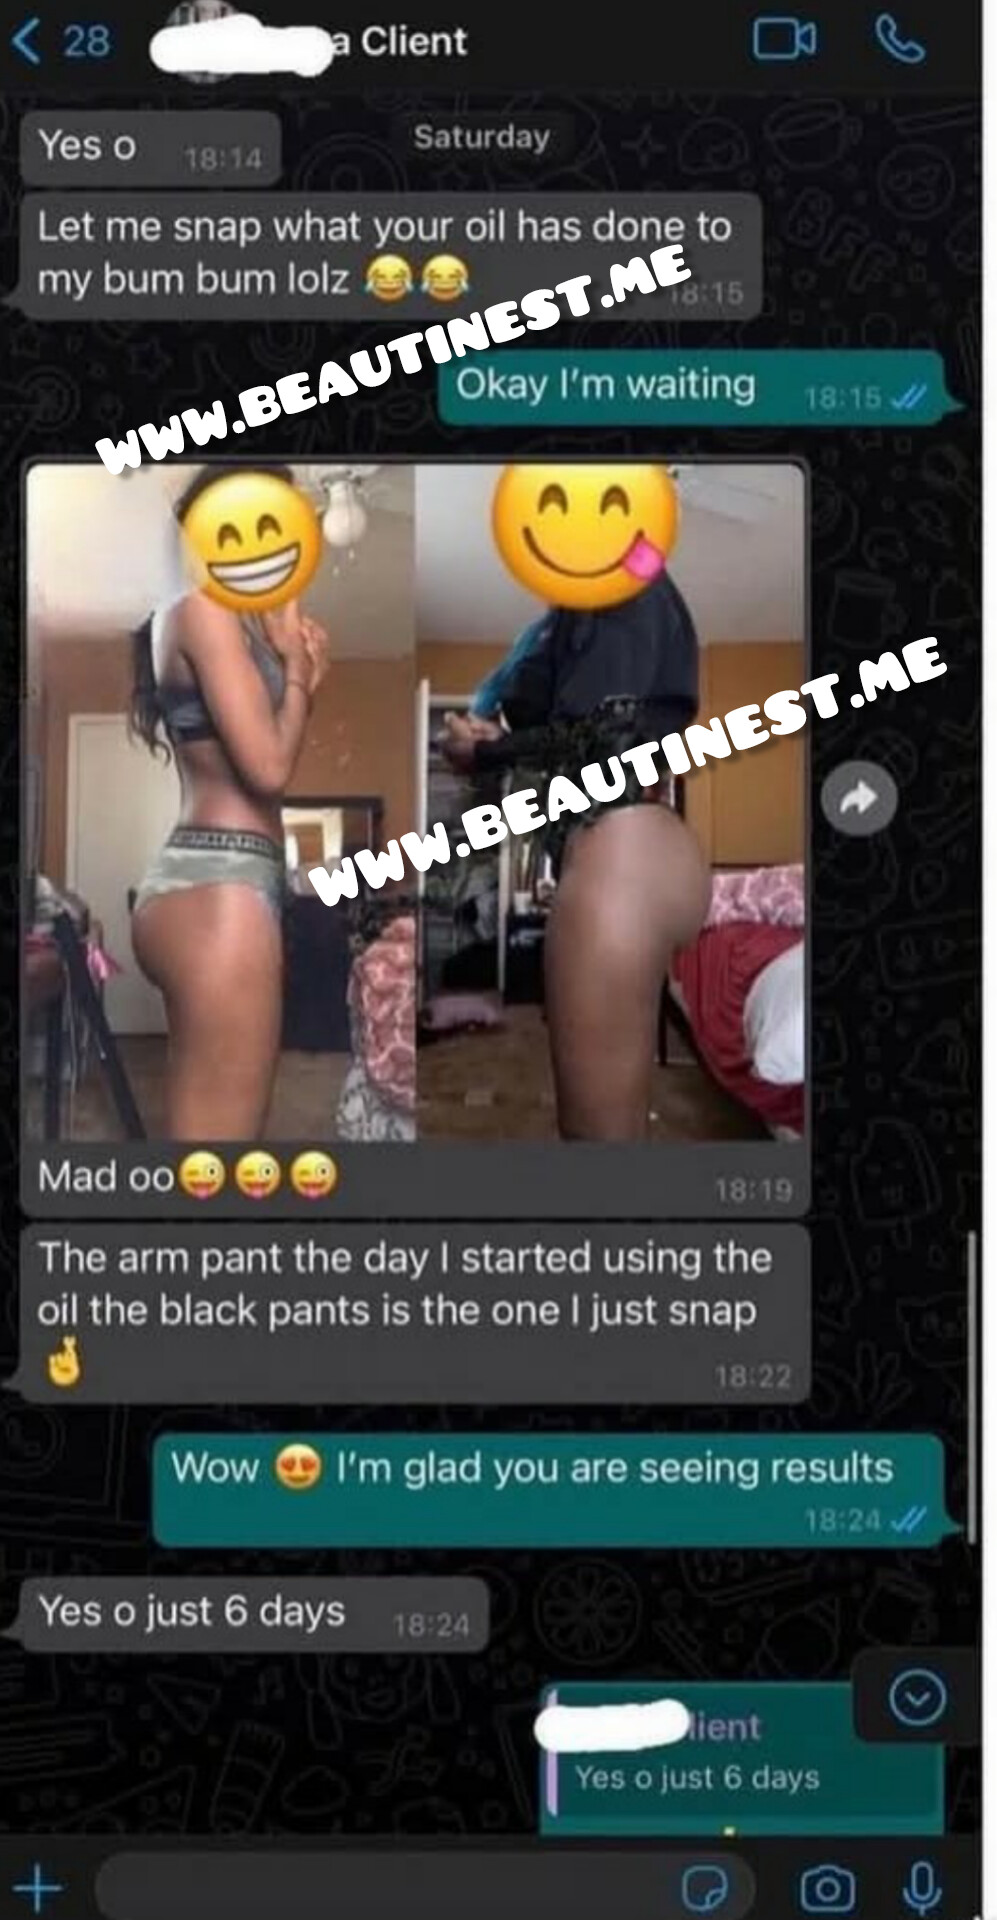 28
a Client
Saturday
Yes o 18:14
Let me snap what your oil has done to
my bum bum lolz 😂😂
18:15
WWW.BEAUTINEST.ME
Okay I'm waiting 18:15
WWW.BEAUTINEST.ME
Mad oo😜😜😜 18:19
The arm pant the day I started using the
oil the black pants is the one I just snap
🤞
18:22
Wow 😍 I'm glad you are seeing results
18:24
Yes o just 6 days 18:24
lient
Yes o just 6 days